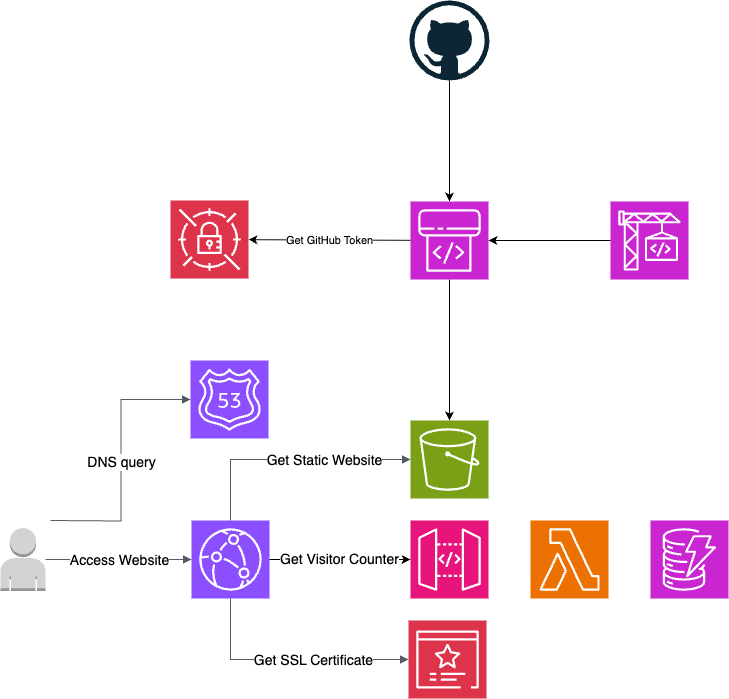 Get GitHub Token
53
DNS query
Get Static Website
Access Website
Get Visitor Counter
Get SSL Certificate